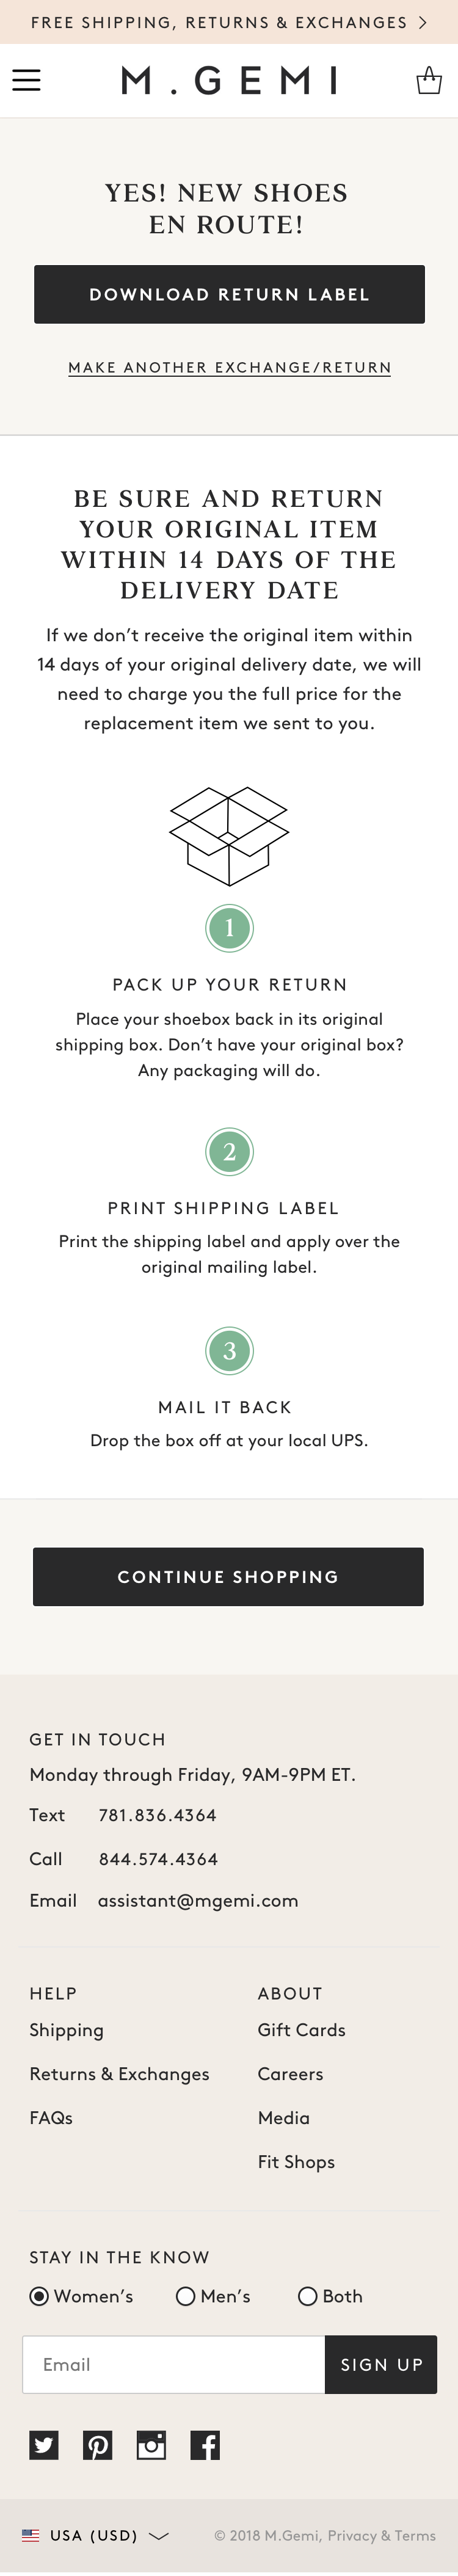 FREE SHIPPING, RETURNS & EXCHANGES
M.GEMI
YES! NEW SHOES
EN ROUTE!
DOWNLOAD RETURN LABEL
MAKE ANOTHER EXCHANGE/RETURN
BE SURE AND RETURN
YOUR ORIGINAL ITEM
WITHIN 14 DAYS OF THE
DELIVERY DATE
If we don’t receive the original item within
14 days of your original delivery date, we will
need to charge you the full price for the
replacement item we sent to you.
1
PACK UP YOUR RETURN
Place your shoebox back in its original
shipping box. Don’t have your original box?
Any packaging will do.
2
PRINT SHIPPING LABEL
Print the shipping label and apply over the
original mailing label.
3
MAIL IT BACK
Drop the box off at your local UPS.
CONTINUE SHOPPING
GET IN TOUCH
Monday through Friday, 9AM-9PM ET.
Text 781.836.4364
Call 844.574.4364
Email assistant@mgemi.com
HELP
Shipping
Returns & Exchanges
FAQs
ABOUT
Gift Cards
Careers
Media
Fit Shops
STAY IN THE KNOW
Women’s Men’s Both
Email SIGN UP
USA (USD) © 2018 M.Gemi, Privacy & Terms